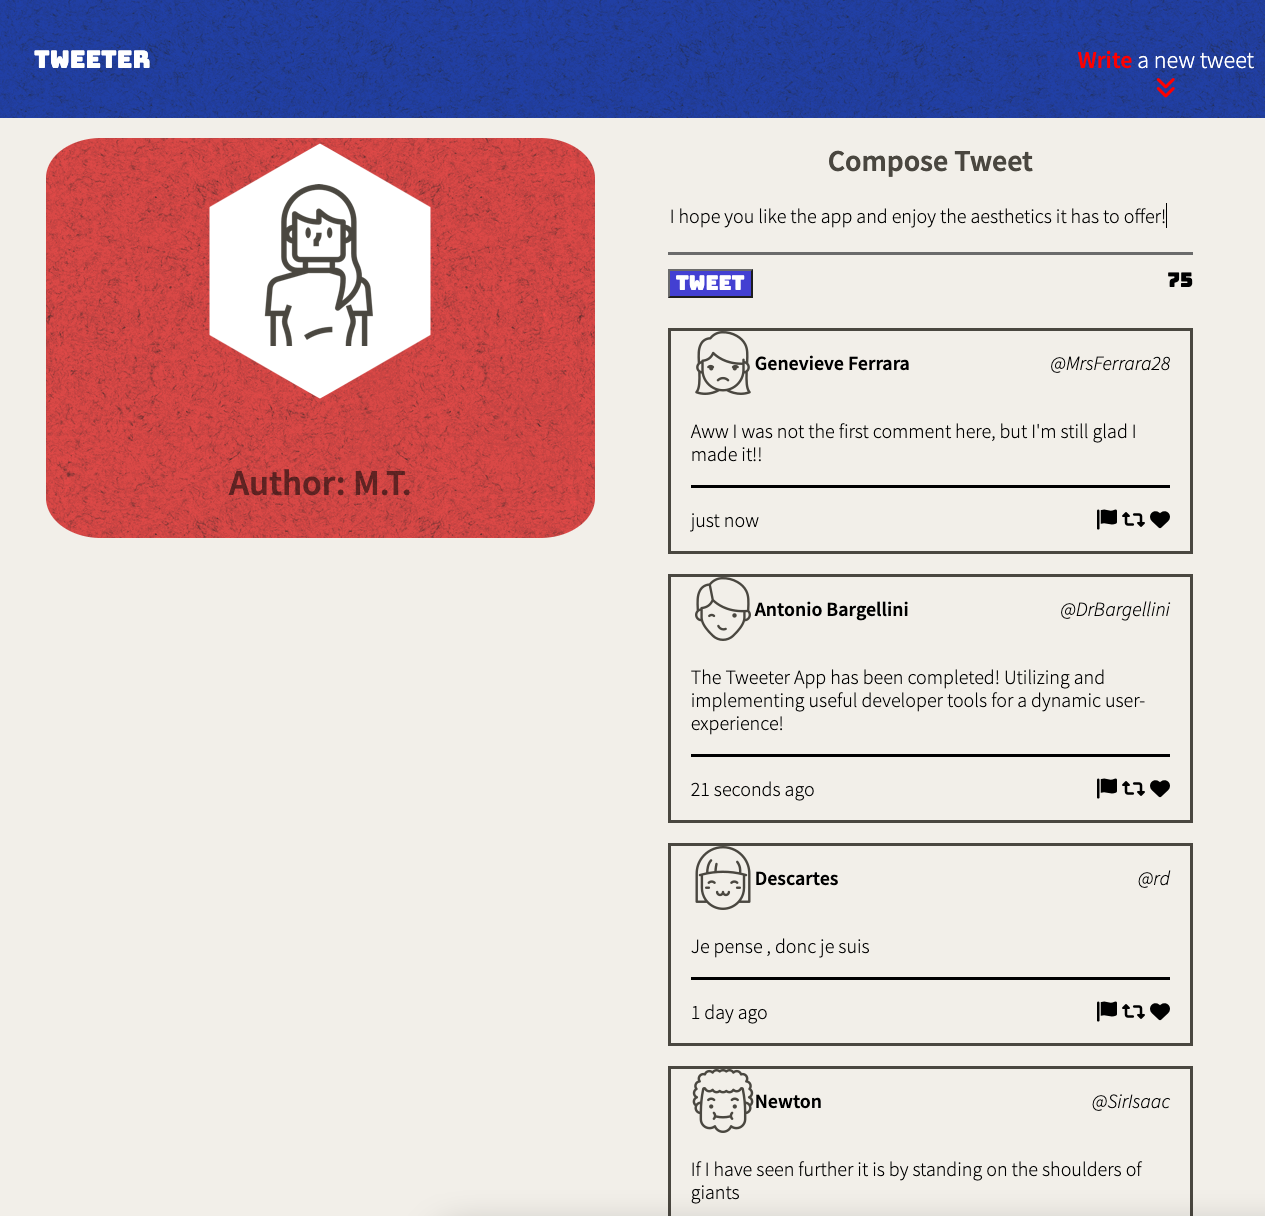 TWEETER
Write a new tweet
Author: M.T.
Compose Tweet
I hope you like the app and enjoy the aesthetics it has to offer!
TWEET
75
Genevieve Ferrara @MrsFerrara28
Aww I was not the first comment here, but I'm still glad I
made it!!
just now
Antonio Bargellini @DrBargellini
The Tweeter App has been completed! Utilizing and
implementing useful developer tools for a dynamic user-
experience!
21 seconds ago
Descartes @rd
Je pense , donc je suis
1 day ago
Newton @SirIsaac
If I have seen further it is by standing on the shoulders of
giants